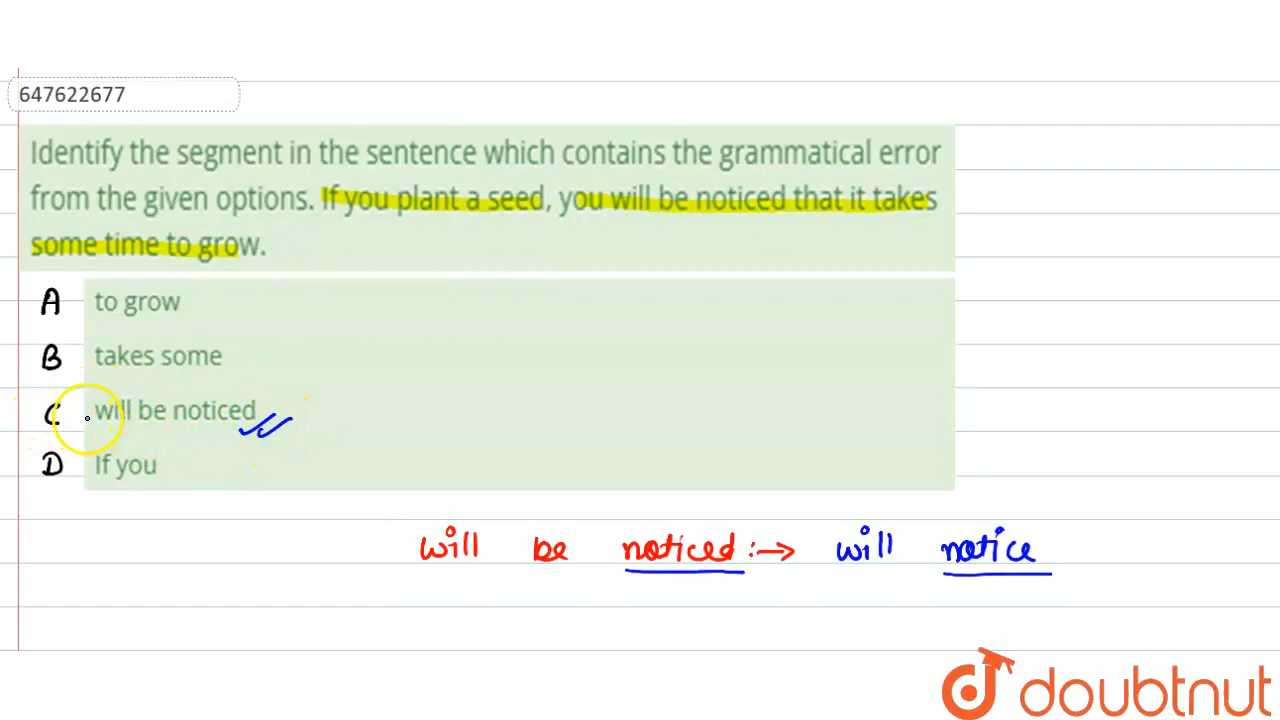 647622677
Identify the segment in the sentence which contains the grammatical error
from the given options. If you plant a seed, you will be noticed that it takes
some time to grow.
A to grow
B takes some
C will be noticed
D If you
will be noticed :→ will notice
doubtnut